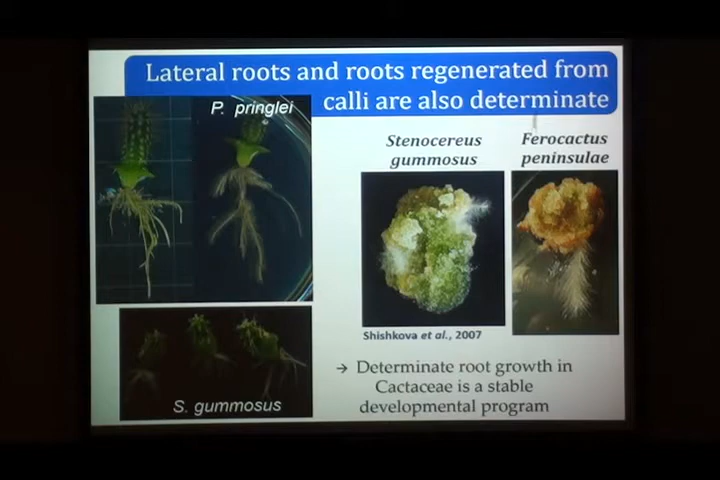 Lateral roots and roots regenerated from
calli are also determinate
P. pringlei
Stenocereus
gummosus
Ferocactus
peninsulae
Shishkova et al., 2007
S. gummosus
→ Determinate root growth in
Cactaceae is a stable
developmental program